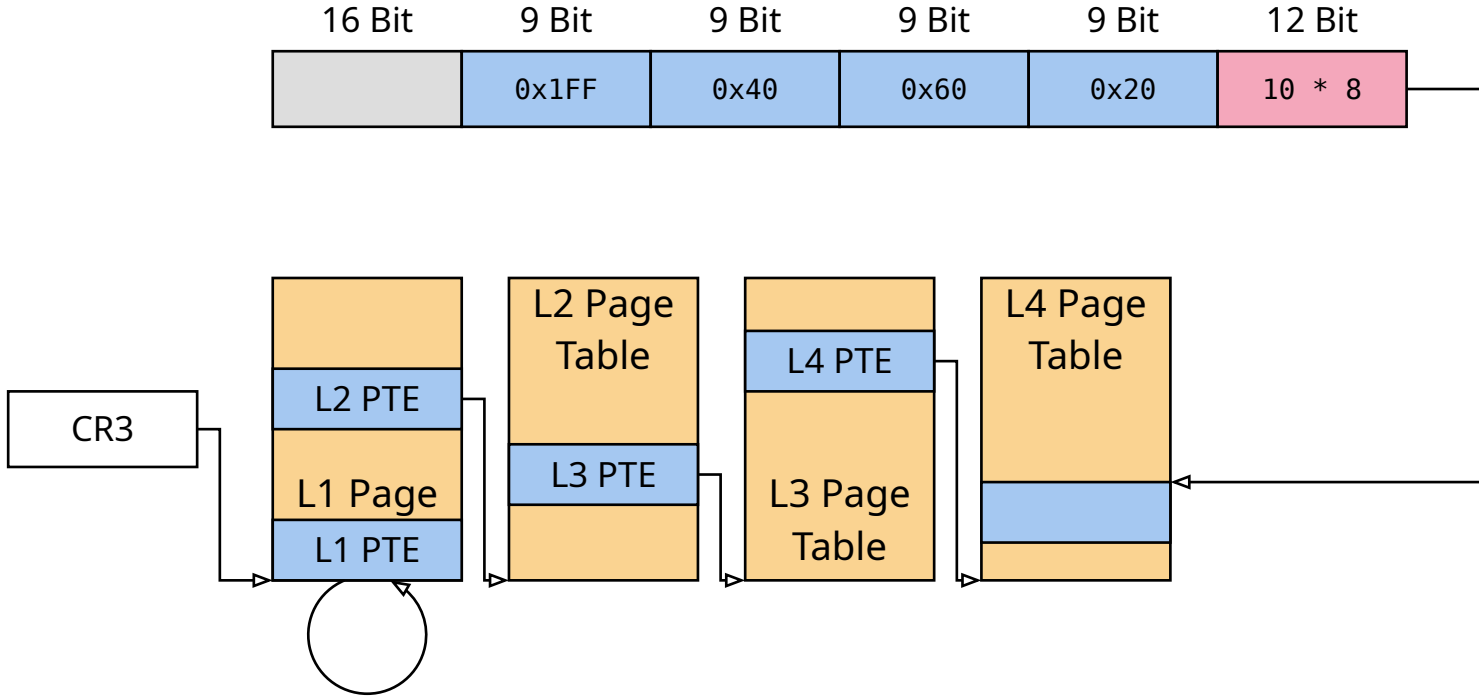 16 Bit 9 Bit 9 Bit 9 Bit 9 Bit 12 Bit
0x1FF 0x40 0x60 0x20 10 * 8
CR3
L2 PTE
L1 Page
L1 PTE
L2 Page
Table
L3 PTE
L4 PTE
L3 Page
Table
L4 Page
Table